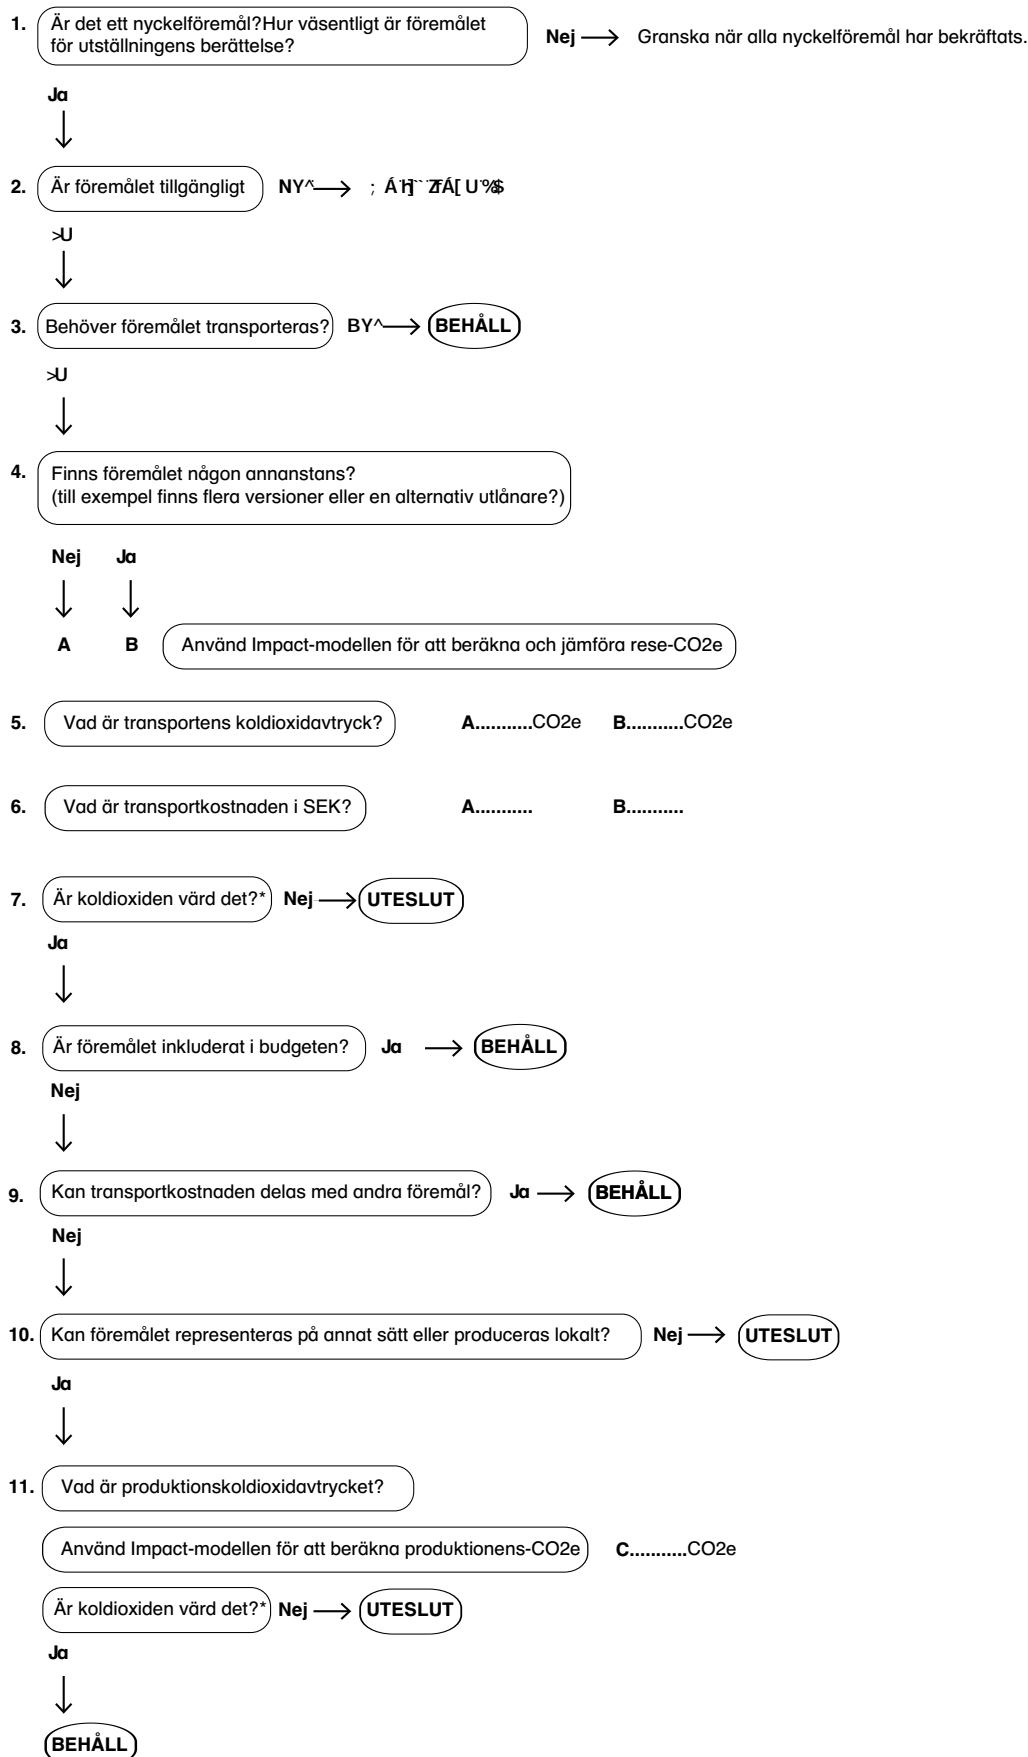 1. Är det ett nyckelföremål?Hur väsentligt är föremålet
för utställningens berättelse?
Nej Granska när alla nyckelföremål har bekräftats.
Ja
2. Är föremålet tillgängligt
>U
3. Behöver föremålet transporteras? BY^ BEHÅLL
>U
4. Finns föremålet någon annanstans?
(till exempel finns flera versioner eller en alternativ utlånare?)
Nej Ja
A B Använd Impact-modellen för att beräkna och jämföra rese-CO2e
5. Vad är transportens koldioxidavtryck? A...........CO2e B...........CO2e
6. Vad är transportkostnaden i SEK? A........... B...........
7. Är koldioxiden värd det?* Nej UTESLUT
Ja
8. Är föremålet inkluderat i budgeten? Ja BEHÅLL
Nej
9. Kan transportkostnaden delas med andra föremål? Ja BEHÅLL
Nej
10. Kan föremålet representeras på annat sätt eller produceras lokalt? Nej UTESLUT
Ja
11. Vad är produktionskoldioxidavtrycket?
Använd Impact-modellen för att beräkna produktionens-CO2e C...........CO2e
Är koldioxiden värd det?* Nej UTESLUT
Ja
BEHÅLL